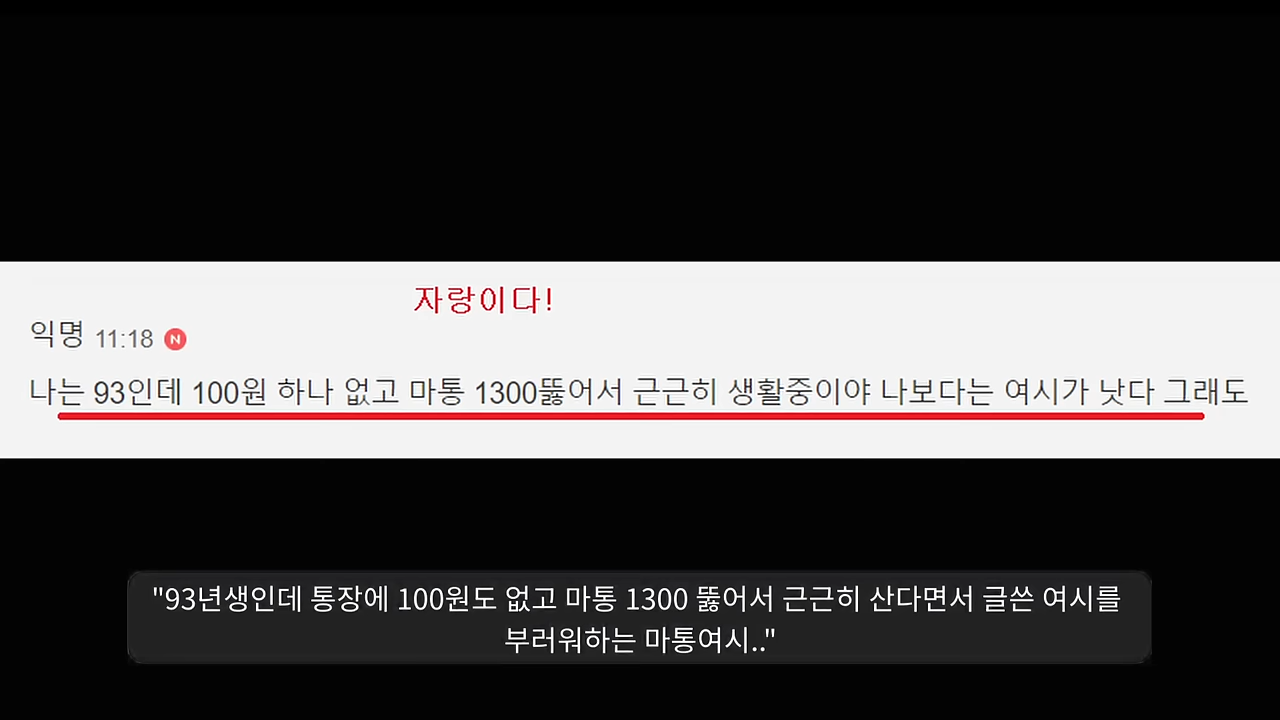 자랑이다!
익명 11:18 N
나는 93인데 100원 하나 없고 마통 1300뚫어서 근근히 생활중이야 나보다는 여시가 낫다 그래도
"93년생인데 통장에 100원도 없고 마통 1300 뚫어서 근근히 산다면서 글쓴 여시를
부러워하는 마통여시.."